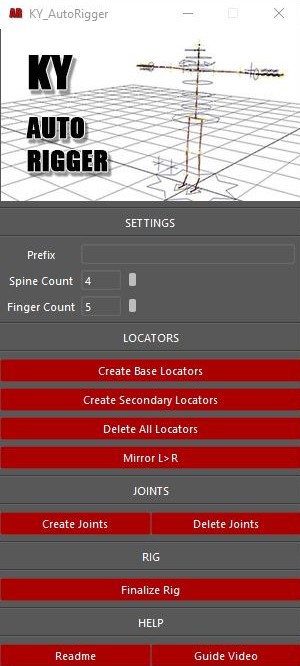 AR KY_AutoRigger
KY
AUTO
RIGGER
SETTINGS
Prefix
Spine Count 4
Finger Count 5
LOCATORS
Create Base Locators
Create Secondary Locators
Delete All Locators
Mirror L>R
JOINTS
Create Joints Delete Joints
RIG
Finalize Rig
HELP
Readme Guide Video